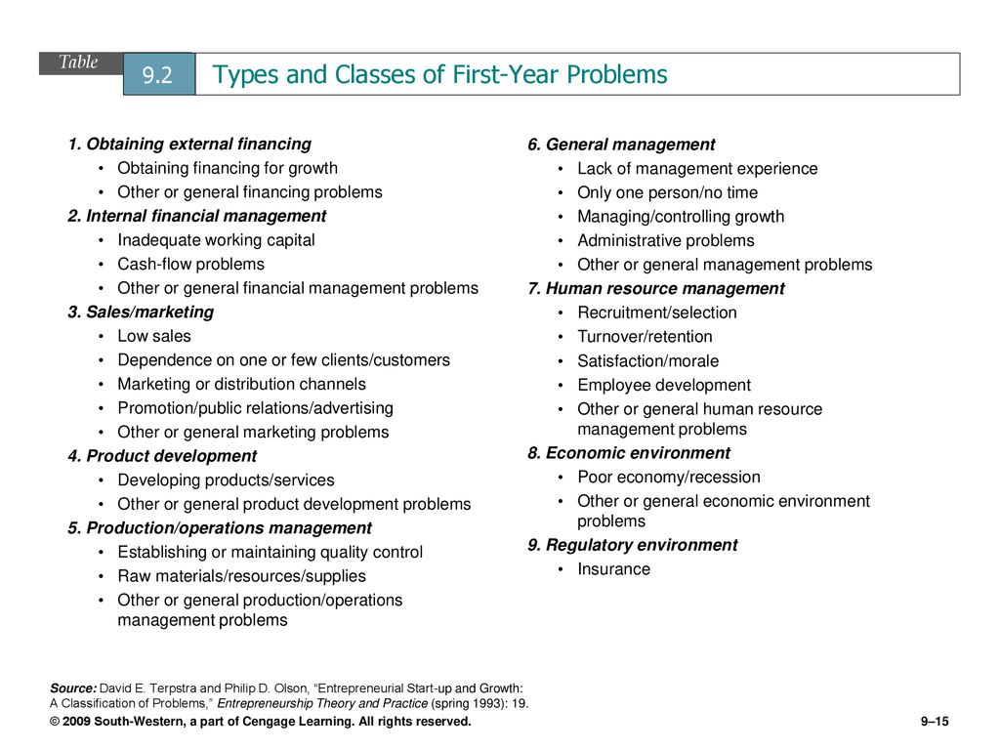 Table
9.2
Types and Classes of First-Year Problems
1. Obtaining external financing
• Obtaining financing for growth
• Other or general financing problems
2. Internal financial management
• Inadequate working capital
• Cash-flow problems
• Other or general financial management problems
3. Sales/marketing
• Low sales
• Dependence on one or few clients/customers
• Marketing or distribution channels
• Promotion/public relations/advertising
• Other or general marketing problems
4. Product development
• Developing products/services
• Other or general product development problems
5. Production/operations management
• Establishing or maintaining quality control
• Raw materials/resources/supplies
• Other or general production/operations
management problems
6. General management
• Lack of management experience
• Only one person/no time
• Managing/controlling growth
• Administrative problems
• Other or general management problems
7. Human resource management
• Recruitment/selection
• Turnover/retention
• Satisfaction/morale
• Employee development
• Other or general human resource
management problems
8. Economic environment
• Poor economy/recession
• Other or general economic environment
problems
9. Regulatory environment
• Insurance
Source: David E. Terpstra and Philip D. Olson, “Entrepreneurial Start-up and Growth:
A Classification of Problems,” Entrepreneurship Theory and Practice (spring 1993): 19.
© 2009 South-Western, a part of Cengage Learning. All rights reserved.
9–15